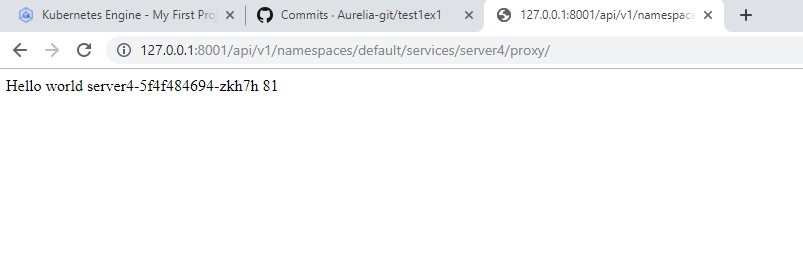 Kubernetes Engine - My First Pro
Commits · Aurelia-git/test1ex1
127.0.0.1:8001/api/v1/namespace
127.0.0.1:8001/api/v1/namespaces/default/services/server4/proxy/
Hello world server4-5f4f484694-zkh7h 81